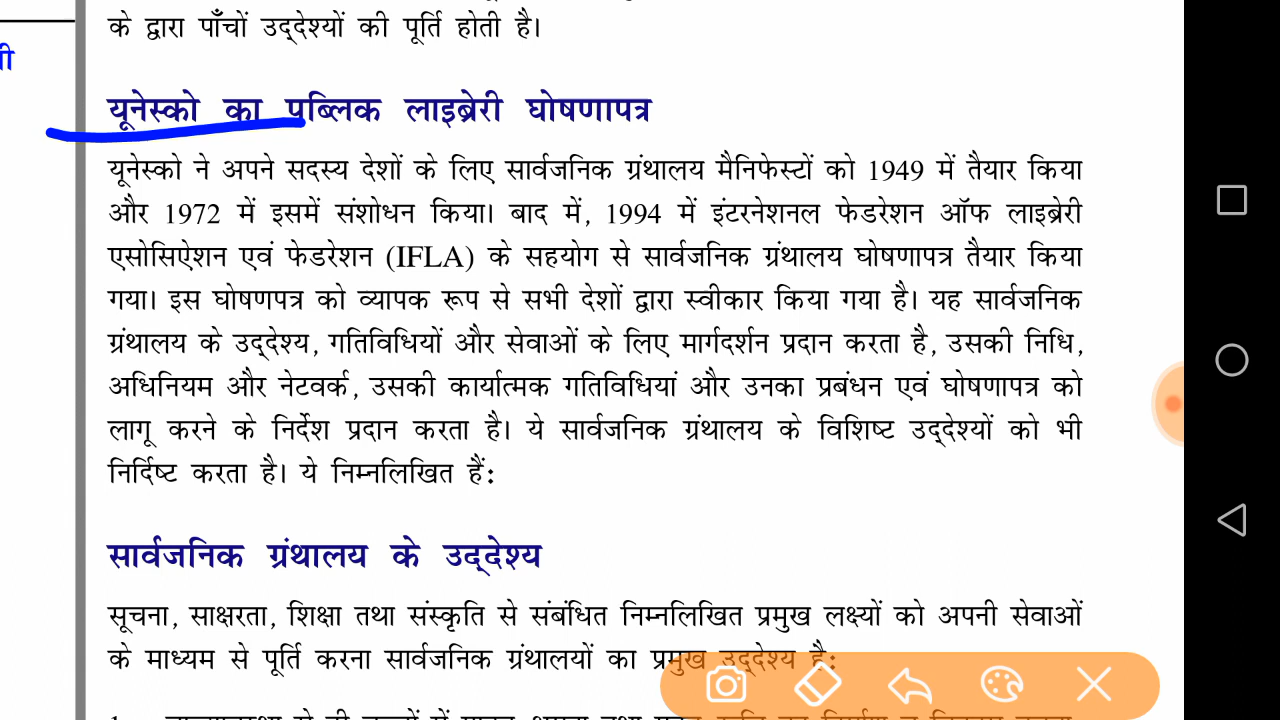 के द्वारा पाँचों उद्देश्यों की पूर्ति होती है।
यूनेस्को का पब्लिक लाइब्रेरी घोषणापत्र
यूनेस्को ने अपने सदस्य देशों के लिए सार्वजनिक ग्रंथालय मैनिफेस्टों को 1949 में तैयार किया
और 1972 में इसमें संशोधन किया। बाद में, 1994 में इंटरनेशनल फेडरेशन ऑफ लाइब्रेरी
एसोसिऐशन एवं फेडरेशन (IFLA) के सहयोग से सार्वजनिक ग्रंथालय घोषणापत्र तैयार किया
गया। इस घोषणपत्र को व्यापक रूप से सभी देशों द्वारा स्वीकार किया गया है। यह सार्वजनिक
ग्रंथालय के उद्देश्य, गतिविधियों और सेवाओं के लिए मार्गदर्शन प्रदान करता है, उसकी निधि,
अधिनियम और नेटवर्क, उसकी कार्यात्मक गतिविधियां और उनका प्रबंधन एवं घोषणापत्र को
लागू करने के निर्देश प्रदान करता है। ये सार्वजनिक ग्रंथालय के विशिष्ट उद्देश्यों को भी
निर्दिष्ट करता है। ये निम्नलिखित हैं:
सार्वजनिक ग्रंथालय के उद्देश्य
सूचना, साक्षरता, शिक्षा तथा संस्कृति से संबंधित निम्नलिखित प्रमुख लक्ष्यों को अपनी सेवाओं
के माध्यम से पूर्ति करना सार्वजनिक ग्रंथालयों का प्रमुख उद्देश्य है: